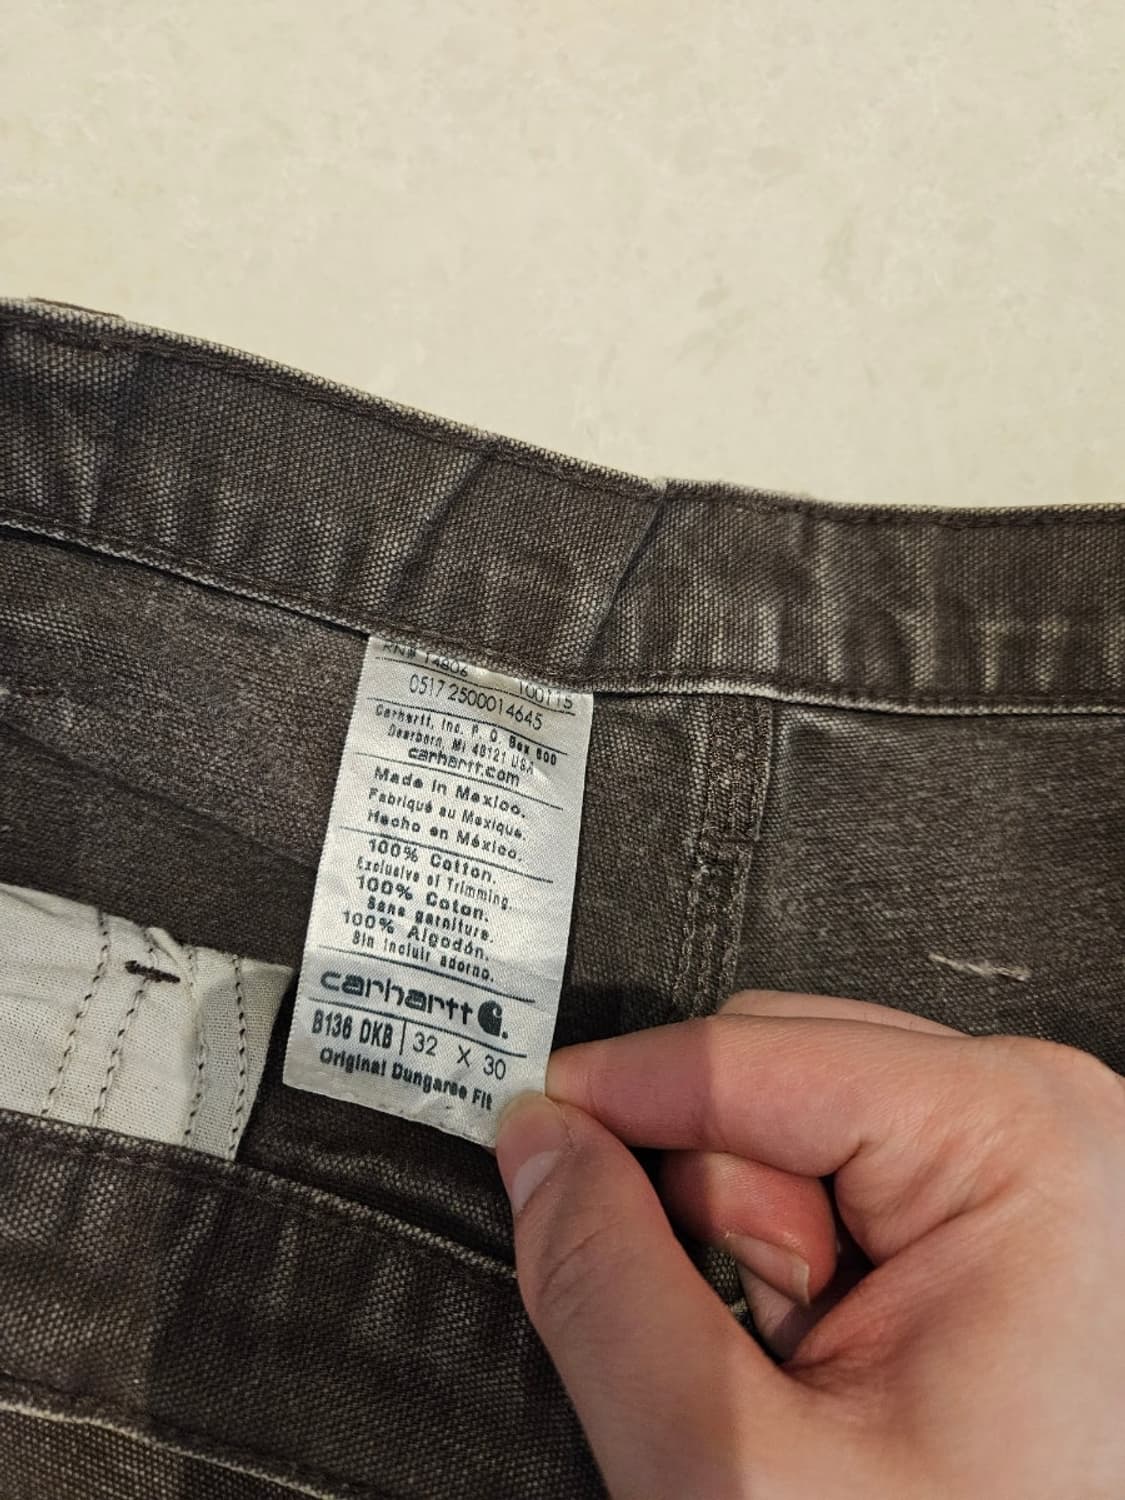 RN# 14806
100115
0517 2500014645
Carhartt, Inc. P. O. Box 600
Dearborn, MI 48121 USA
carhartt.com
Made in Mexico.
Fabriqué au Mexique.
Hecho en México.
100% Cotton.
Exclusive of Trimming.
100% Coton.
Sans garniture.
100% Algodón.
Sin incluir adorno.
carhartt
B136 DKB | 32 X 30
Original Dungaree Fit